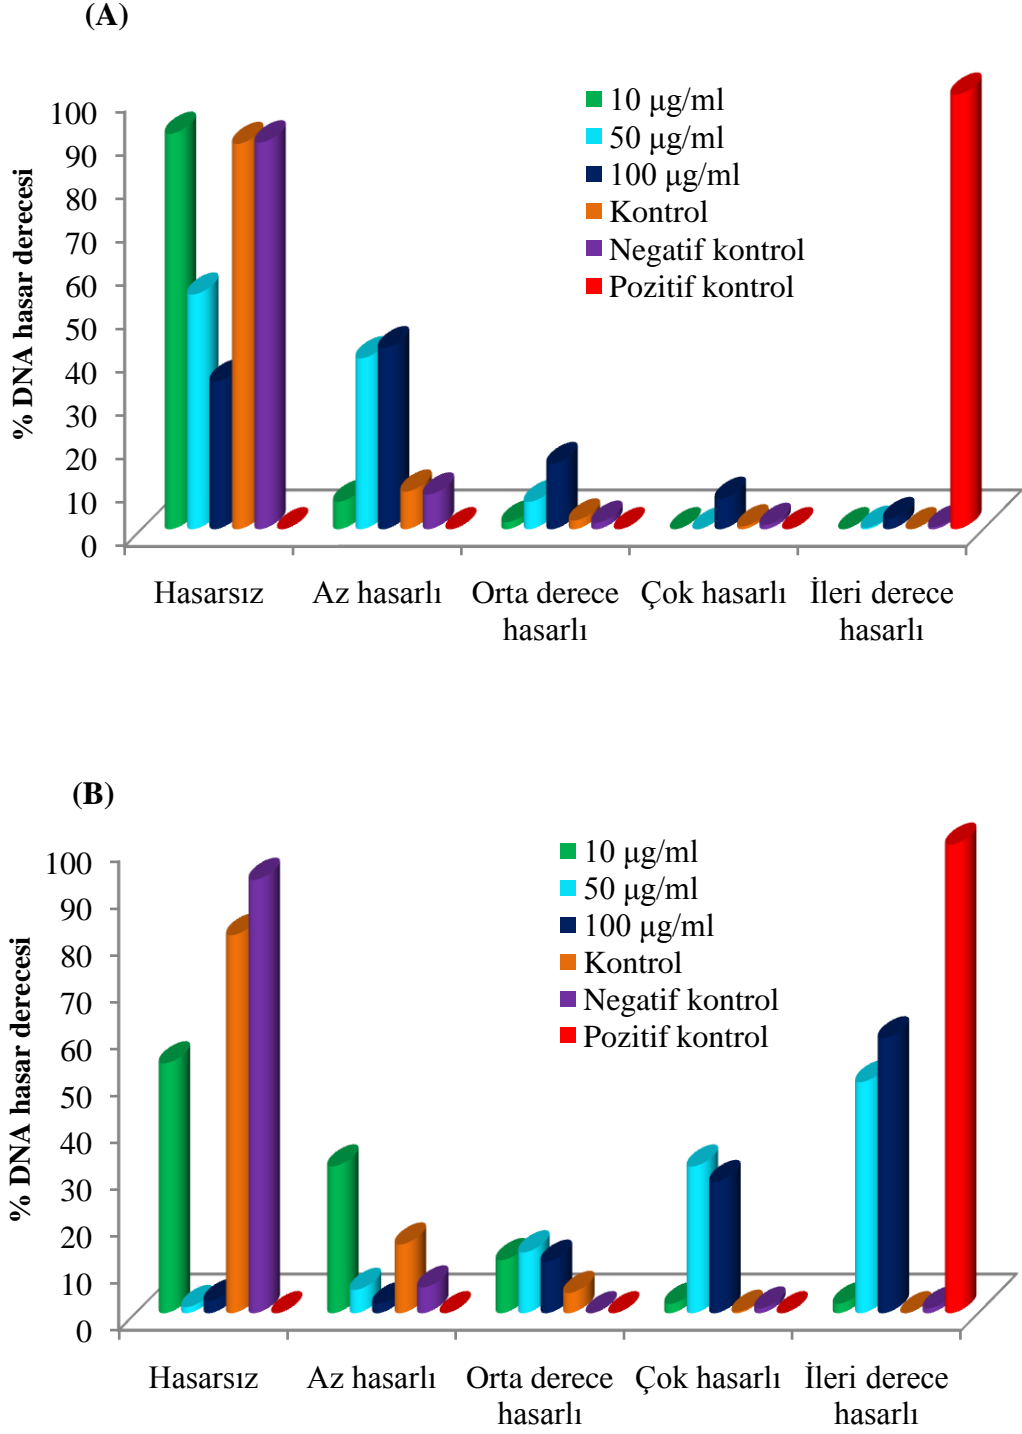 (A)
% DNA hasar derecesi
100
90
80
70
60
50
40
30
20
10
0
10 µg/ml
50 µg/ml
100 µg/ml
Kontrol
Negatif kontrol
Pozitif kontrol
Hasarsız
Az hasarlı
Orta derece
hasarlı
Çok hasarlı
İleri derece
hasarlı
(B)
% DNA hasar derecesi
100
90
80
70
60
50
40
30
20
10
0
10 µg/ml
50 µg/ml
100 µg/ml
Kontrol
Negatif kontrol
Pozitif kontrol
Hasarsız
Az hasarlı
Orta derece
hasarlı
Çok hasarlı
İleri derece
hasarlı